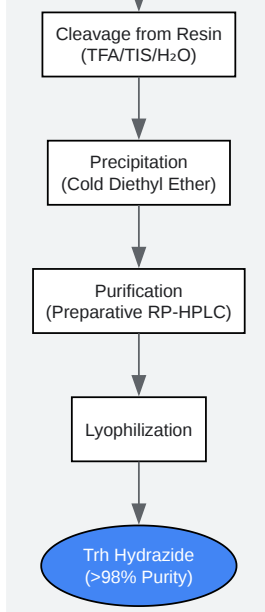 Cleavage from Resin
(TFA/TIS/H₂O)
Precipitation
(Cold Diethyl Ether)
Purification
(Preparative RP-HPLC)
Lyophilization
Trh Hydrazide
(>98% Purity)